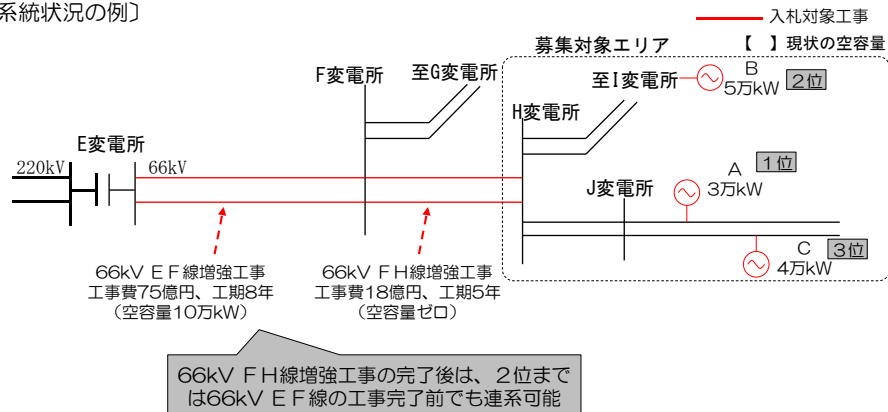 系統状況の例〕
入札対象工事
【　】現状の空容量
募集対象エリア
F変電所
至G変電所
至I変電所
B
5万kW
2位
H変電所
E変電所
220kV
66kV
J変電所
A
1位
3万kW
C
3位
4万kW
66kV EF線増強工事
工事費75億円、工期8年
（空容量10万kW）
66kV FH線増強工事
工事費18億円、工期5年
（空容量ゼロ）
66kV FH線増強工事の完了後は、2位まで
は66kV EF線の工事完了前でも連系可能